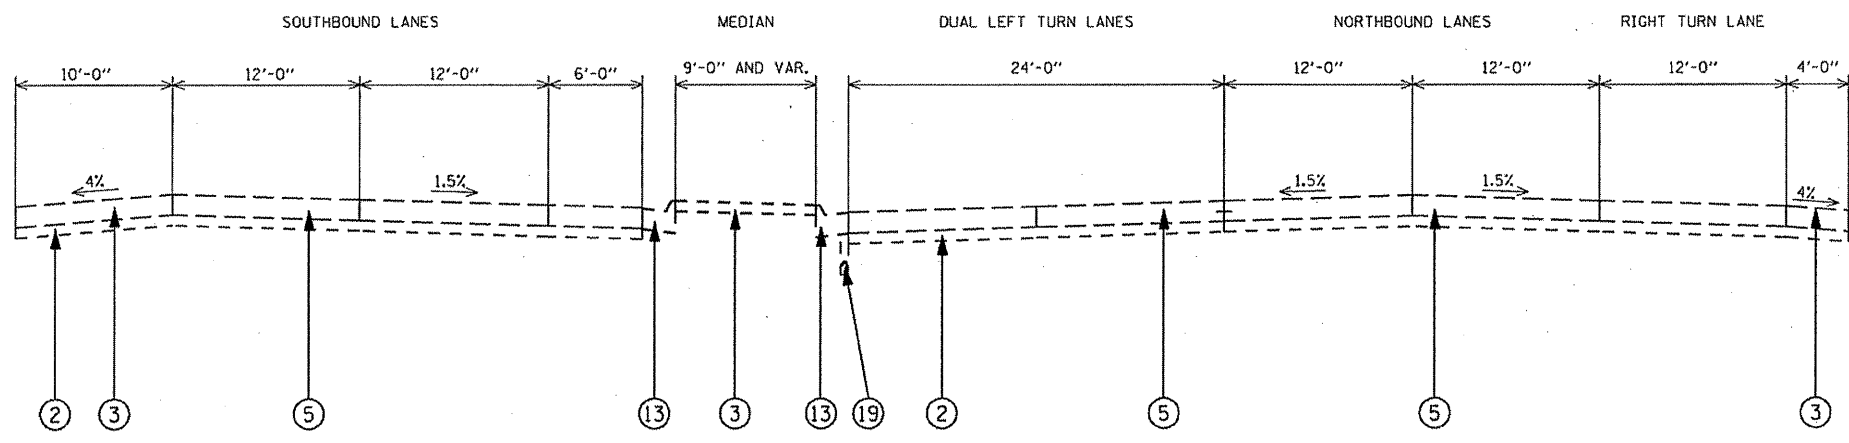 SOUTHBOUND LANES MEDIAN DUAL LEFT TURN LANES NORTHBOUND LANES RIGHT TURN LANE
10'-0" 12'-0" 12'-0" 6'-0" 9'-0" AND VAR. 24'-0" 12'-0" 12'-0" 12'-0" 4'-0"
4% 1.5% 1.5% 1.5% 4%
2 3 5 13 3 13 19 2 5 5 3